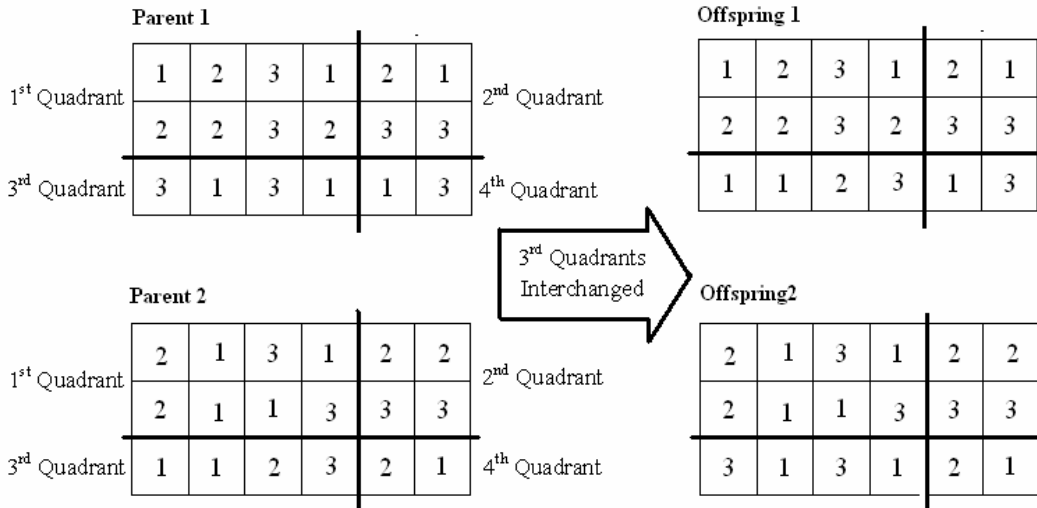 Parent 1
1 2 3 1 2 1
1st Quadrant
2nd Quadrant
2 2 3 2 3 3
3rd Quadrant
3 1 3 1 1 3
4th Quadrant
Offspring 1
1 2 3 1 2 1
2 2 3 2 3 3
1 1 2 3 1 3
3rd Quadrants
Interchanged
Parent 2
2 1 3 1 2 2
1st Quadrant
2nd Quadrant
2 1 1 3 3 3
3rd Quadrant
1 1 2 3 2 1
4th Quadrant
Offspring2
2 1 3 1 2 2
2 1 1 3 3 3
3 1 3 1 2 1